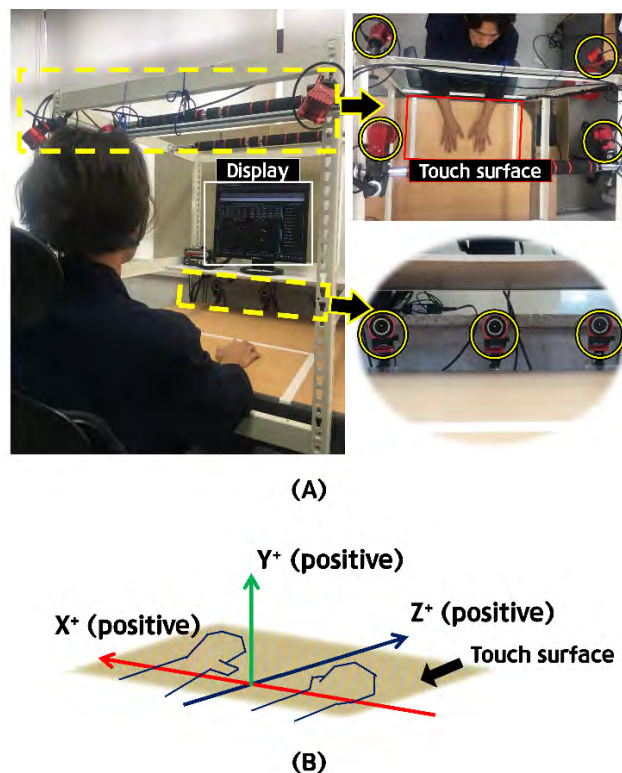 Display
Touch surface
(A)
Y⁺ (positive)
X⁺ (positive)
Z⁺ (positive)
Touch surface
(B)